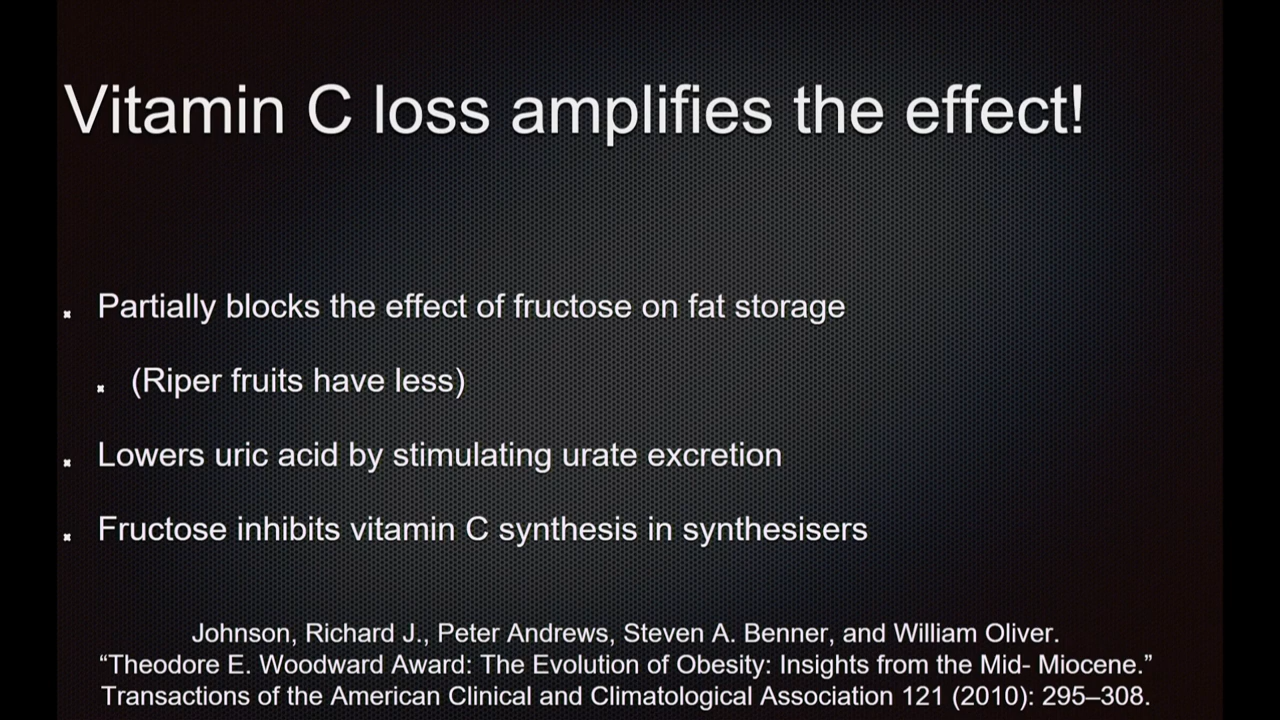 Vitamin C loss amplifies the effect!
Partially blocks the effect of fructose on fat storage
(Riper fruits have less)
Lowers uric acid by stimulating urate excretion
Fructose inhibits vitamin C synthesis in synthesisers
Johnson, Richard J., Peter Andrews, Steven A. Benner, and William Oliver.
“Theodore E. Woodward Award: The Evolution of Obesity: Insights from the Mid- Miocene.”
Transactions of the American Clinical and Climatological Association 121 (2010): 295–308.